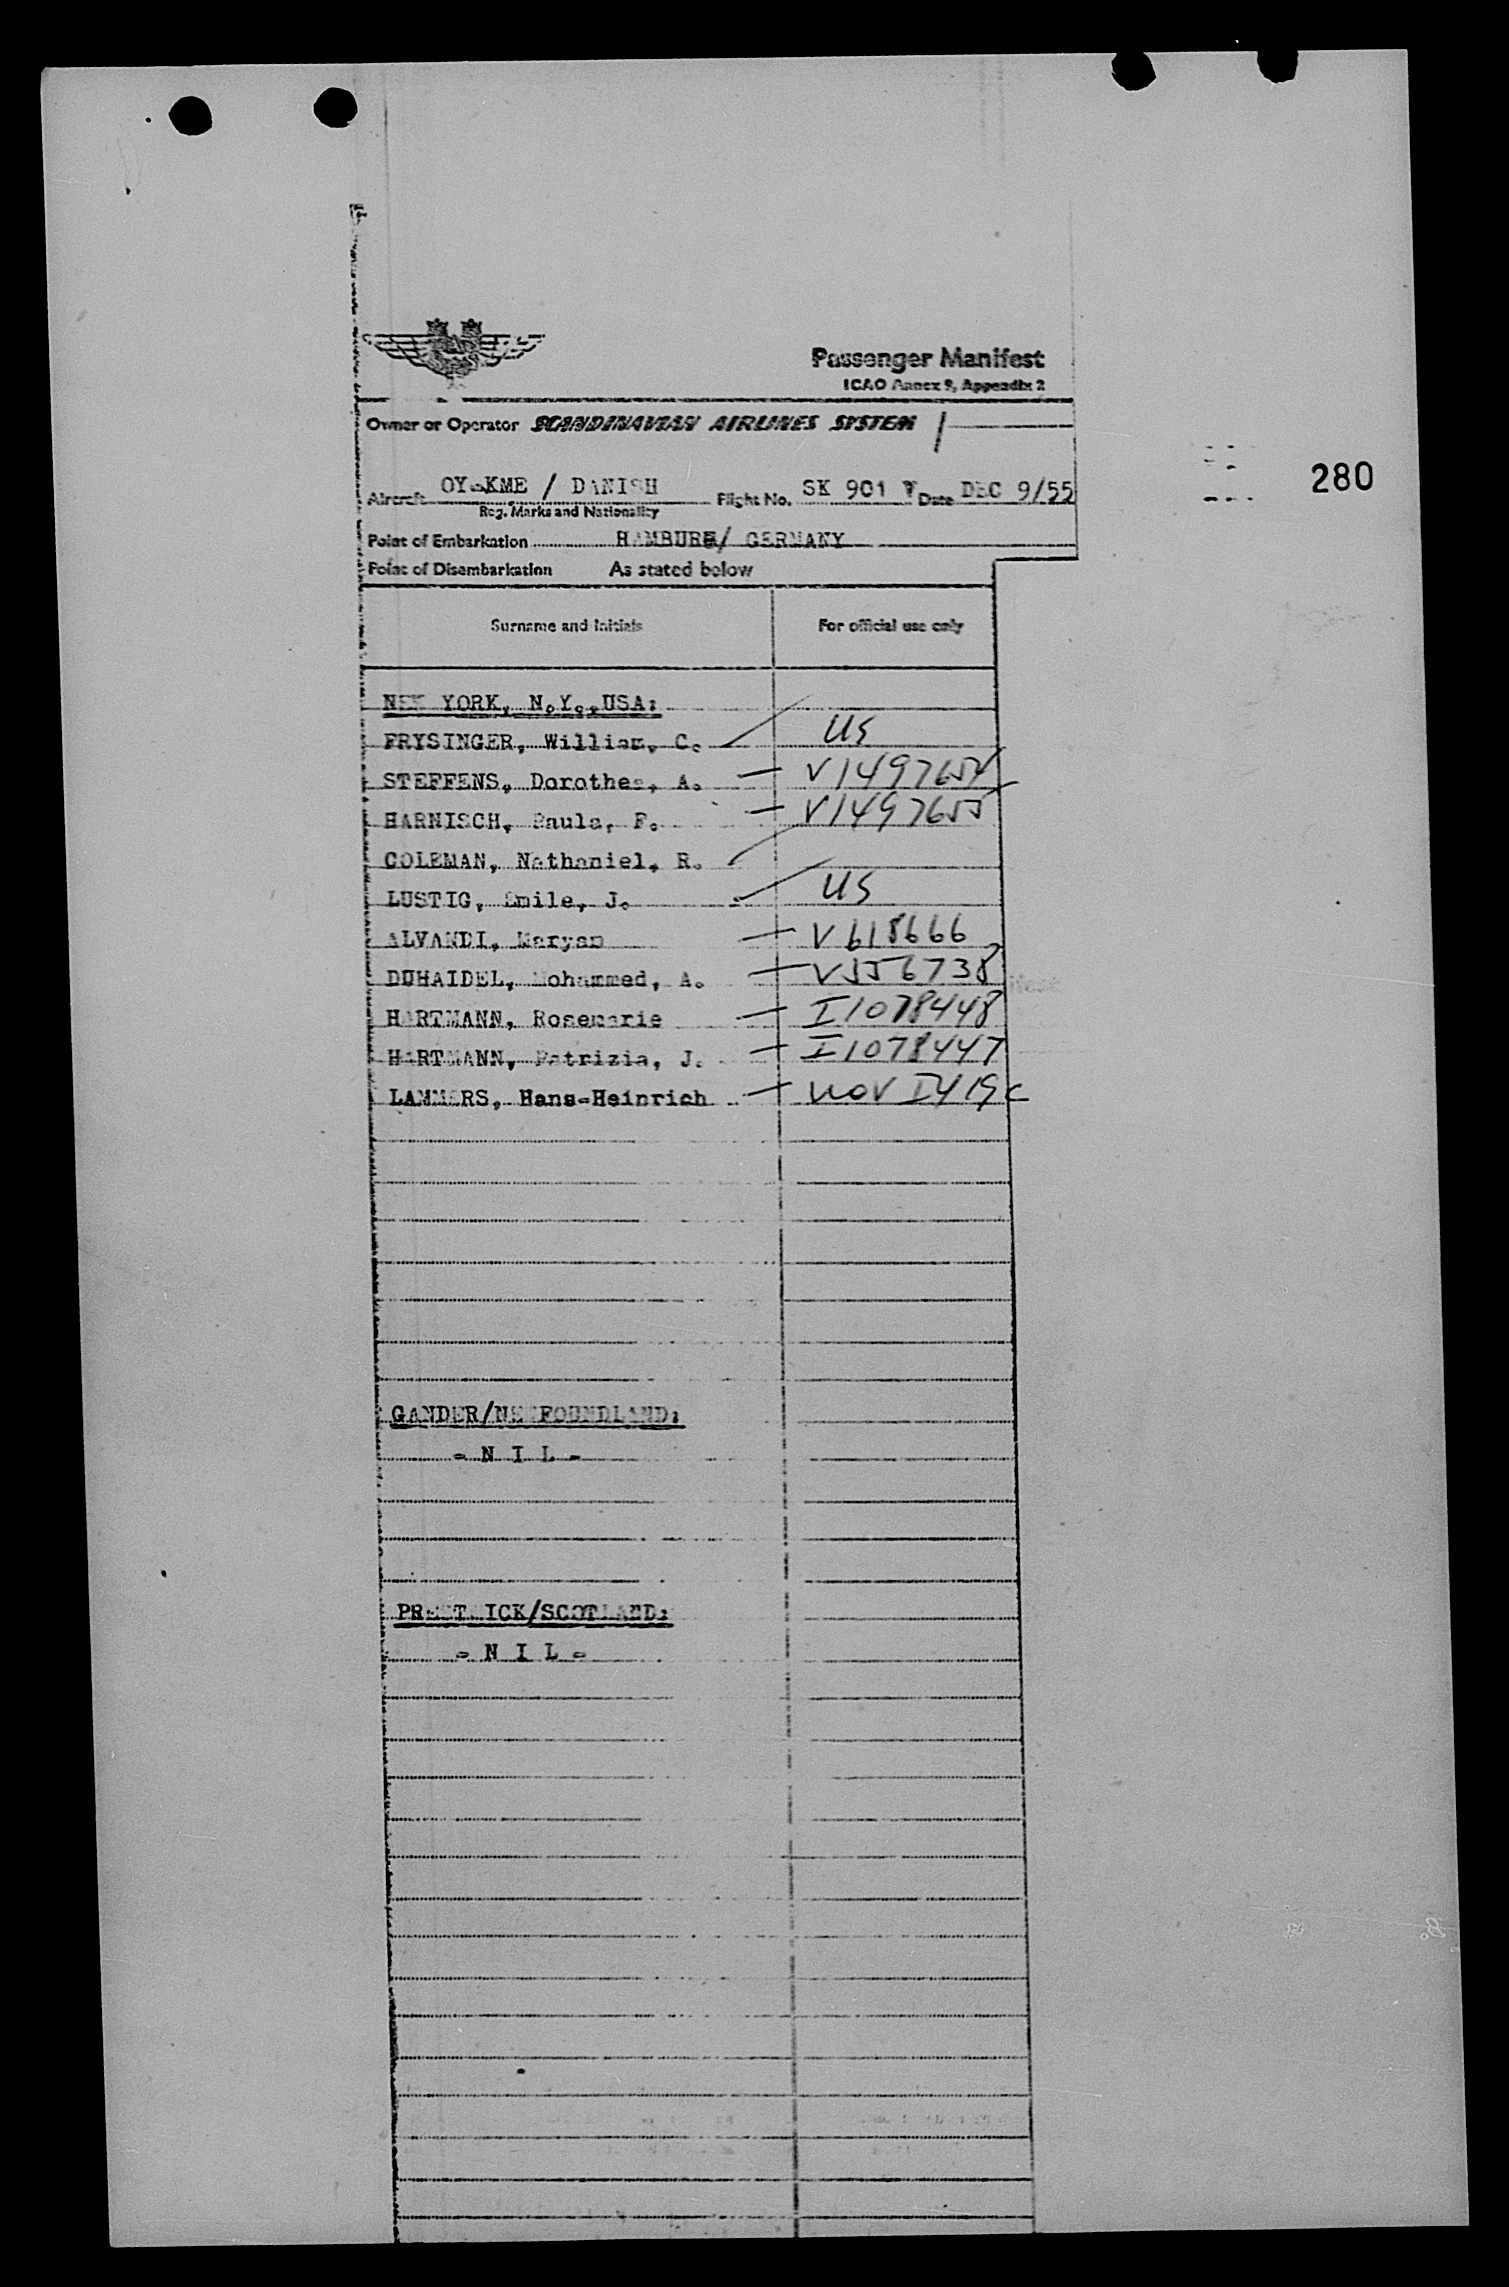 Passenger Manifest
ICAO Annex 9, Appendix 2
Owner or Operator SCANDINAVIAN AIRLINES SYSTEM
Aircraft OY-KME / DANISH Flight No. SK 901 Date DEC 9/55
Reg. Marks and Nationality
280
Point of Embarkation HAMBURG/ GERMANY
Point of Disembarkation As stated below
Surname and Initials For official use only
NEW YORK, N.Y., USA:
FRYSINGER, William, C. US
STEFFENS, Dorothea, A. V1497654
HARNISCH, Paula, F. V1497655
COLEMAN, Nathaniel, R.
LUSTIG, Emile, J. US
ALVANDI, Maryam V618666
DUHAIDEL, Mohammed, A. V556738
HARTMANN, Rosemarie I1078448
HARTMANN, Patrizia, J. I1078447
LAMMERS, Hans-Heinrich
GANDER/NEWFOUNDLAND:
- N I L -
PRESTWICK/SCOTLAND:
- N I L -